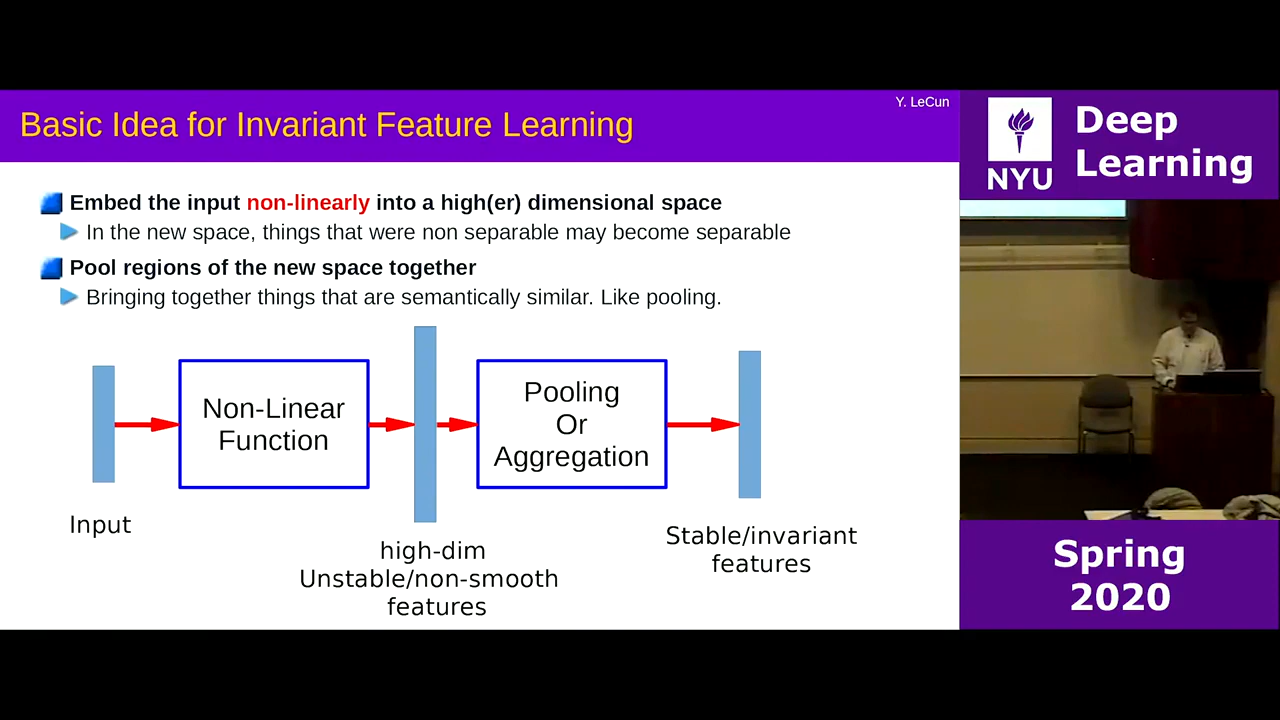 Y. LeCun
Basic Idea for Invariant Feature Learning
Embed the input non-linearly into a high(er) dimensional space
In the new space, things that were non separable may become separable
Pool regions of the new space together
Bringing together things that are semantically similar. Like pooling.
Non-Linear
Function
Pooling
Or
Aggregation
Input
high-dim
Unstable/non-smooth
features
Stable/invariant
features
NYU
Deep
Learning
Spring
2020